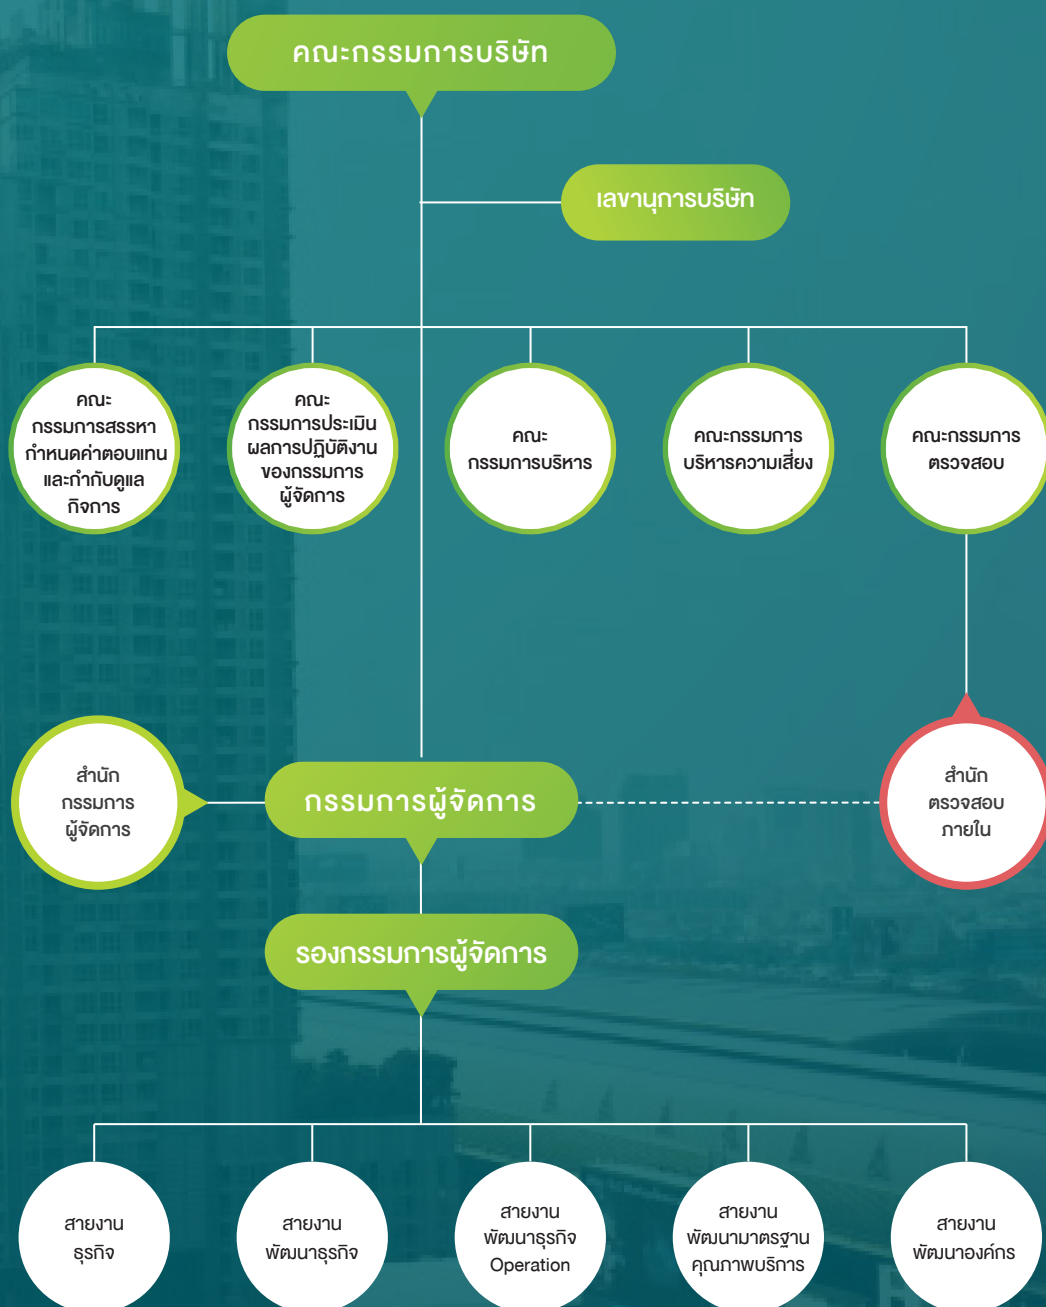 คณะกรรมการบริษัท
เลขานุการบริษัท
คณะ
กรรมการสรรหา
กำหนดค่าตอบแทน
และกำกับดูแล
กิจการ
คณะ
กรรมการประเมิน
ผลการปฏิบัติงาน
ของกรรมการ
ผู้จัดการ
คณะ
กรรมการบริหาร
คณะกรรมการ
บริหารความเสี่ยง
คณะกรรมการ
ตรวจสอบ
สำนัก
กรรมการ
ผู้จัดการ
กรรมการผู้จัดการ
สำนัก
ตรวจสอบ
ภายใน
รองกรรมการผู้จัดการ
สายงาน
ธุรกิจ
สายงาน
พัฒนาธุรกิจ
สายงาน
พัฒนาธุรกิจ
Operation
สายงาน
พัฒนามาตรฐาน
คุณภาพบริการ
สายงาน
พัฒนาองค์กร